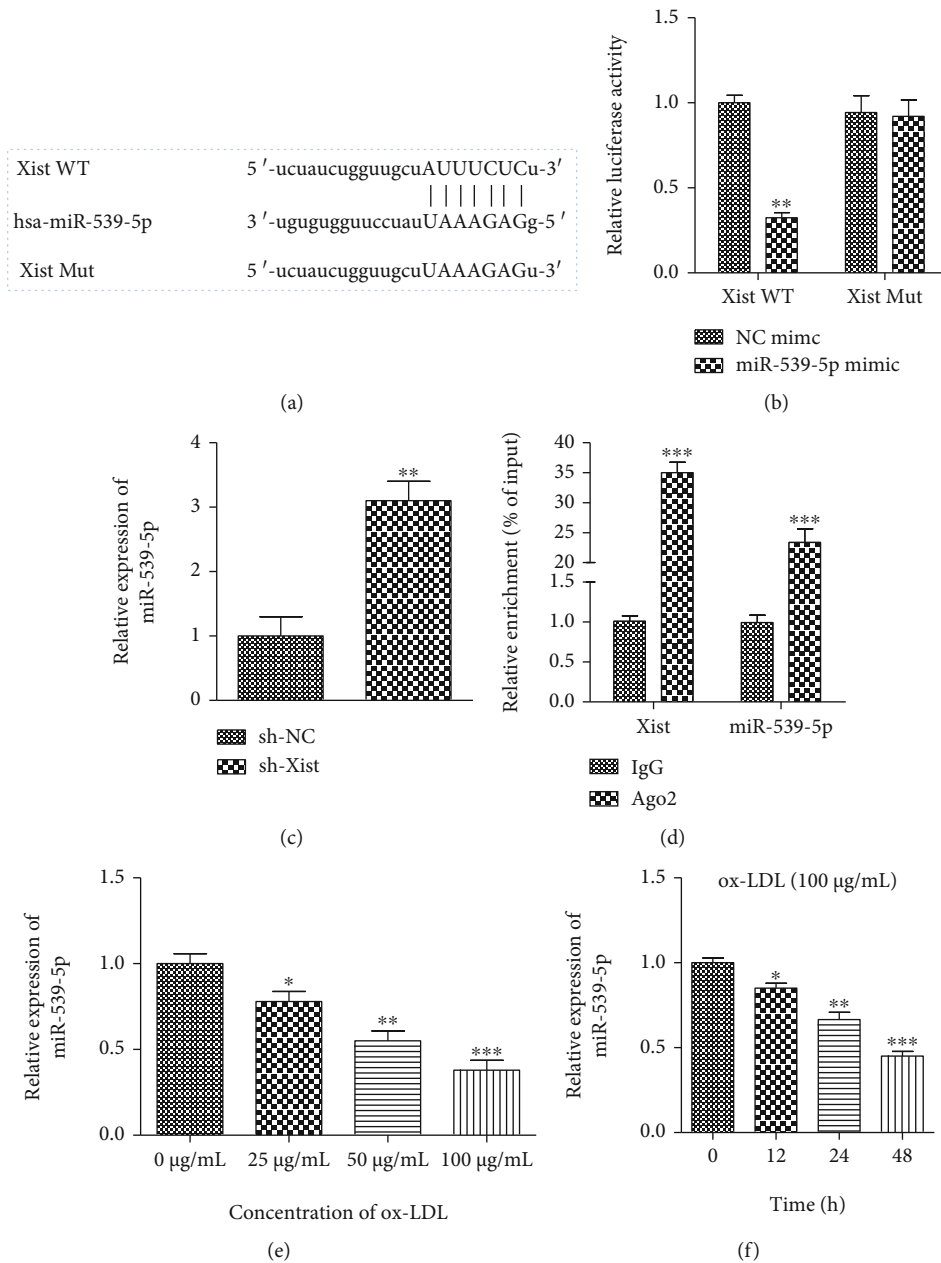 Xist WT 5 ′-ucuaucugguugcuAUUUCUCu-3′
hsa-miR-539-5p 3 ′-ugugugguuccuauUAAAGAGg-5 ′
Xist Mut 5 ′-ucuaucugguugcuUAAAGAGu-3′
(a)
Relative luciferase activity
1.5
1.0
0.5
0.0
**
Xist WT Xist Mut
NC mimc
miR-539-5p mimic
(b)
Relative expression of
miR-539-5p
4
3
2
1
0
**
sh-NC
sh-Xist
(c)
Relative enrichment (% of input)
40
35
30
25
20
1.5
1.0
0.5
0.0
***
***
Xist miR-539-5p
IgG
Ago2
(d)
Relative expression of
miR-539-5p
1.5
1.0
0.5
0.0
*
**
***
0 μg/mL 25 μg/mL 50 μg/mL 100 μg/mL
Concentration of ox-LDL
(e)
Relative expression of
miR-539-5p
1.5
1.0
0.5
0.0
ox-LDL (100 μg/mL)
*
**
***
0 12 24 48
Time (h)
(f)